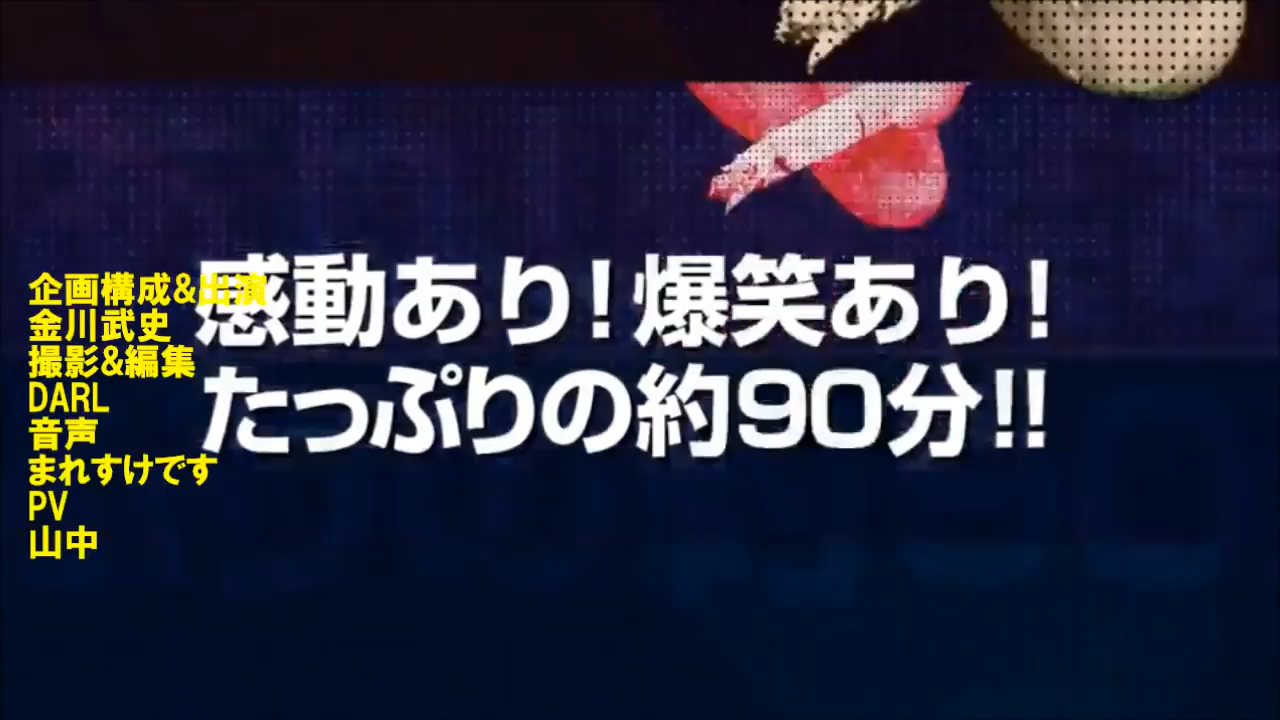 感動あり!爆笑あり!
たっぷりの約90分!!
企画構成&出演
金川武史
撮影&編集
DARL
音声
まれすけです
PV
山中